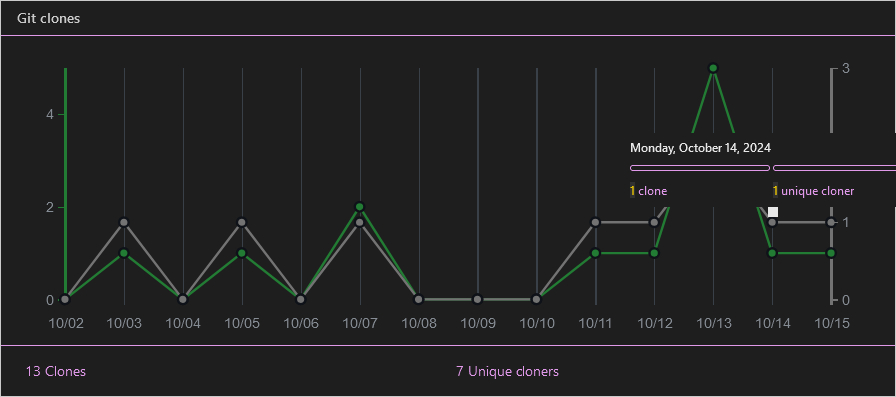 Git clones
3
4
Monday, October 14, 2024
1 clone 1 unique cloner
2
1
0 0
10/02 10/03 10/04 10/05 10/06 10/07 10/08 10/09 10/10 10/11 10/12 10/13 10/14 10/15
13 Clones 7 Unique cloners